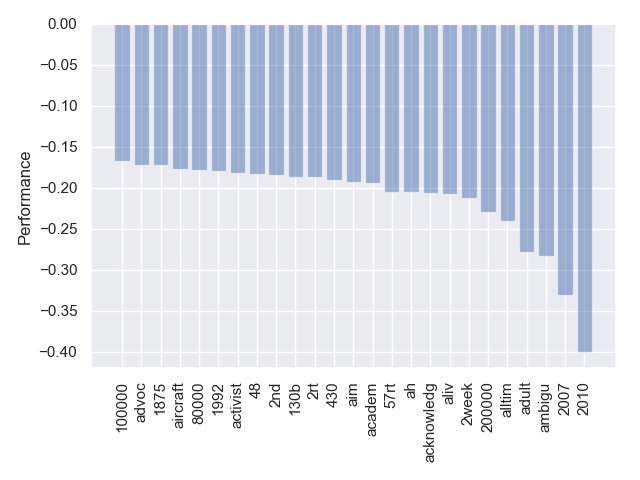 0.00
−0.05
−0.10
−0.15
−0.20
−0.25
−0.30
−0.35
−0.40
Performance
100000
advoc
1875
aircraft
80000
1992
activist
48
2nd
130b
2rt
430
aim
academ
57rt
ah
acknowledg
aliv
2week
200000
alltim
adult
ambigu
2007
2010